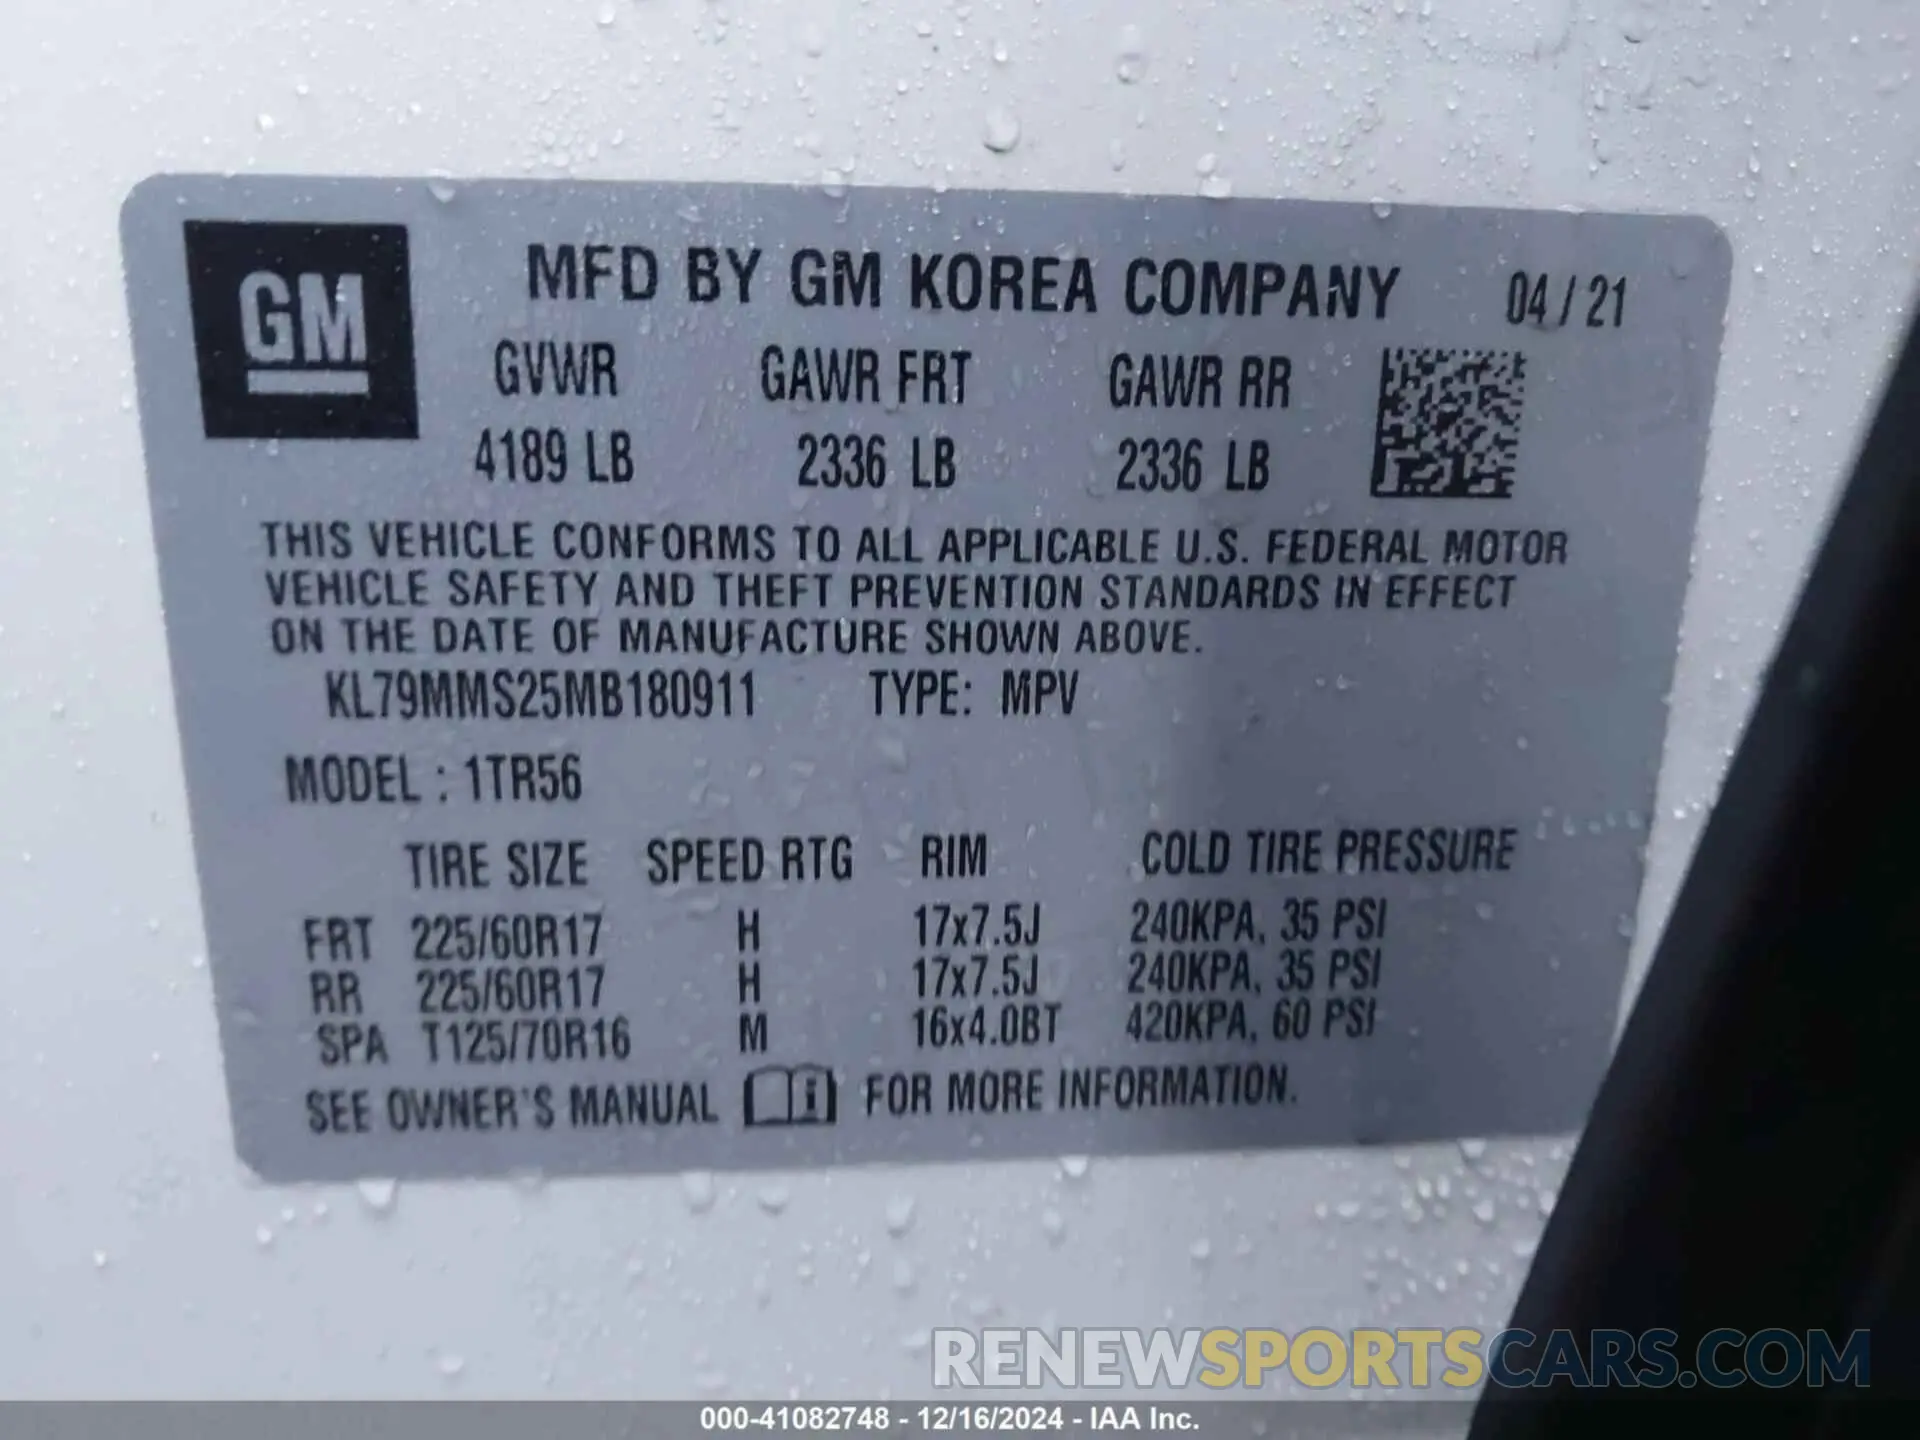 GM
MFD BY GM KOREA COMPANY 04 / 21
GVWR GAWR FRT GAWR RR
4189 LB 2336 LB 2336 LB
THIS VEHICLE CONFORMS TO ALL APPLICABLE U.S. FEDERAL MOTOR
VEHICLE SAFETY AND THEFT PREVENTION STANDARDS IN EFFECT
ON THE DATE OF MANUFACTURE SHOWN ABOVE.
KL79MMS25MB180911 TYPE: MPV
MODEL : 1TR56
TIRE SIZE SPEED RTG RIM COLD TIRE PRESSURE
FRT 225/60R17 H 17x7.5J 240KPA, 35 PSI
RR 225/60R17 H 17x7.5J 240KPA, 35 PSI
SPA T125/70R16 M 16x4.0BT 420KPA, 60 PSI
SEE OWNER'S MANUAL i FOR MORE INFORMATION.
RENEWSPORTSCARS.COM
000-41082748 - 12/16/2024 - IAA Inc.